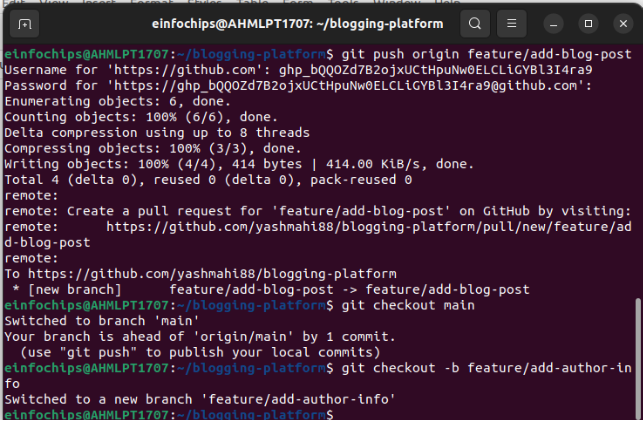 einfochips@AHMLPT1707: ~/blogging-platform
einfochips@AHMLPT1707:~/blogging-platform$ git push origin feature/add-blog-post
Username for 'https://github.com':
Password for
Enumerating objects: 6, done.
Counting objects: 100% (6/6), done.
Delta compression using up to 8 threads
Compressing objects: 100% (3/3), done.
Writing objects: 100% (4/4), 414 bytes | 414.00 KiB/s, done.
Total 4 (delta 0), reused 0 (delta 0), pack-reused 0
remote:
remote: Create a pull request for 'feature/add-blog-post' on GitHub by visiting:
remote:      https://github.com/yashmahi88/blogging-platform/pull/new/feature/ad
d-blog-post
remote:
To https://github.com/yashmahi88/blogging-platform
 * [new branch]      feature/add-blog-post -> feature/add-blog-post
einfochips@AHMLPT1707:~/blogging-platform$ git checkout main
Switched to branch 'main'
Your branch is ahead of 'origin/main' by 1 commit.
  (use "git push" to publish your local commits)
einfochips@AHMLPT1707:~/blogging-platform$ git checkout -b feature/add-author-in
fo
Switched to a new branch 'feature/add-author-info'
einfochips@AHMLPT1707:~/blogging-platform$